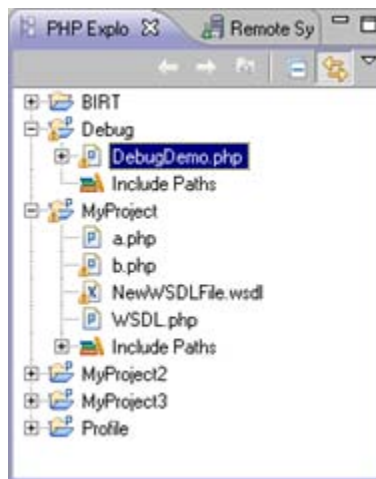 PHP Explo
Remote Sy
BIRT
Debug
DebugDemo.php
Include Paths
MyProject
a.php
b.php
NewWSDLFile.wsdl
WSDL.php
Include Paths
MyProject2
MyProject3
Profile